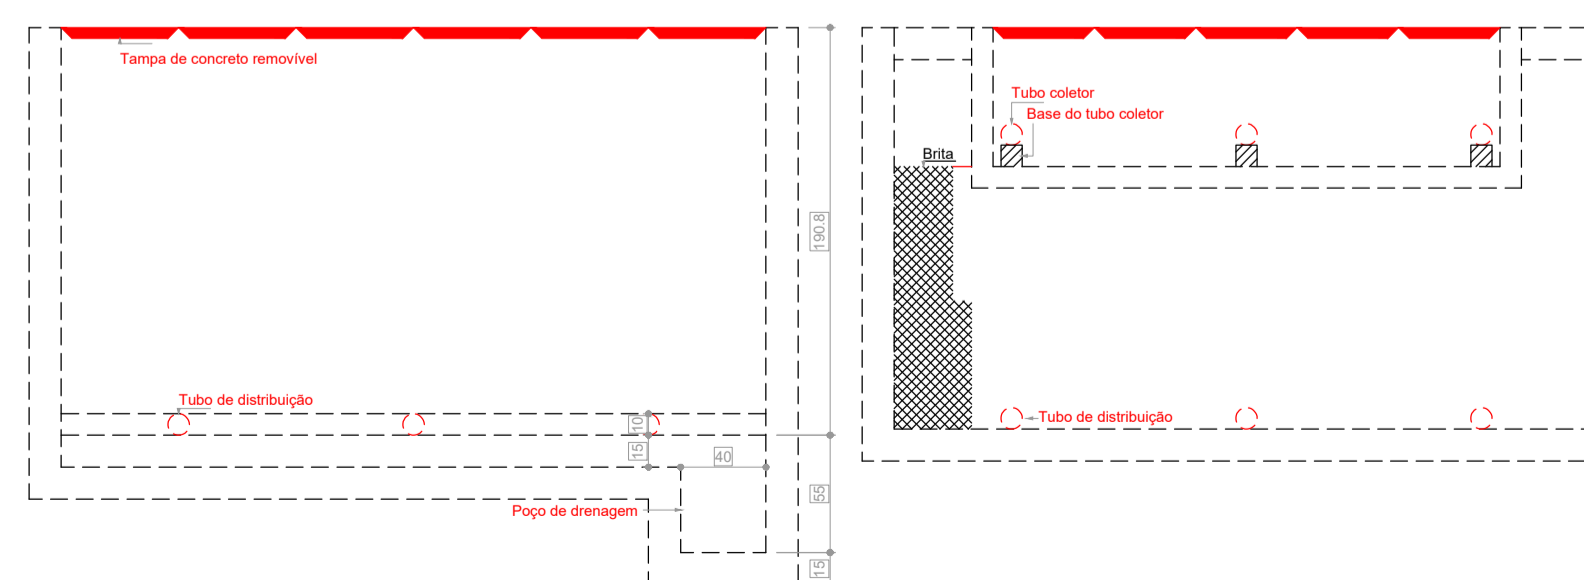 Tampa de concreto removível
Tubo coletor
Base do tubo coletor
Brita
190.8
Tubo de distribuição
10
15
40
Tubo de distribuição
55
Poço de drenagem
15